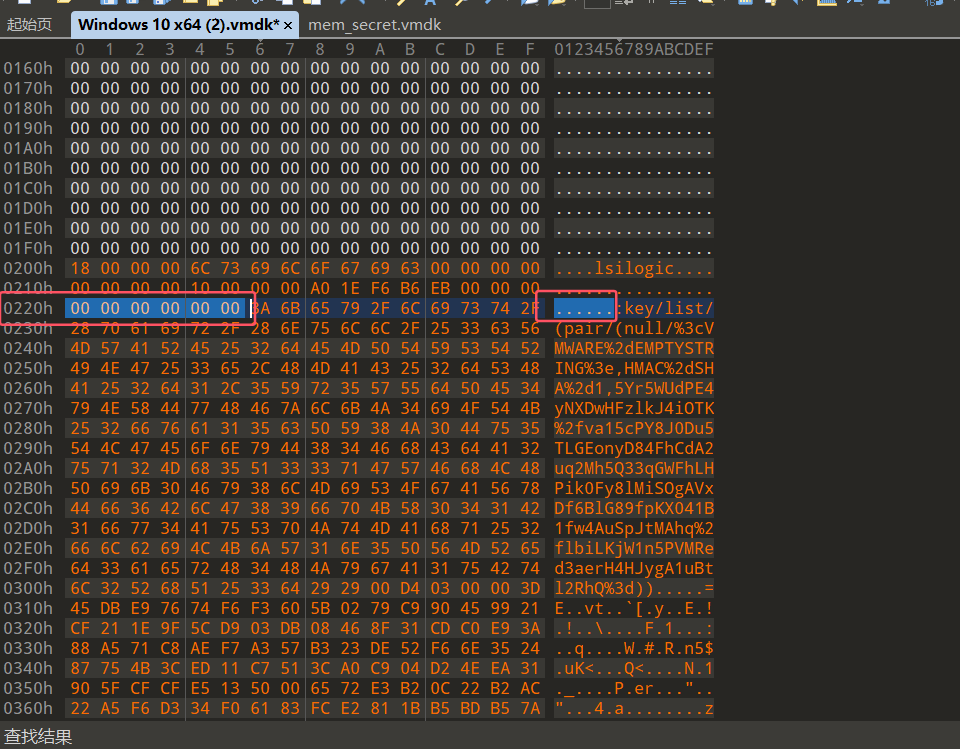 起始页 Windows 10 x64 (2).vmdk* × mem_secret.vmdk
0 1 2 3 4 5 6 7 8 9 A B C D E F 0123456789ABCDEF
0160h 00 00 00 00 00 00 00 00 00 00 00 00 00 00 00 00 ................
0170h 00 00 00 00 00 00 00 00 00 00 00 00 00 00 00 00 ................
0180h 00 00 00 00 00 00 00 00 00 00 00 00 00 00 00 00 ................
0190h 00 00 00 00 00 00 00 00 00 00 00 00 00 00 00 00 ................
01A0h 00 00 00 00 00 00 00 00 00 00 00 00 00 00 00 00 ................
01B0h 00 00 00 00 00 00 00 00 00 00 00 00 00 00 00 00 ................
01C0h 00 00 00 00 00 00 00 00 00 00 00 00 00 00 00 00 ................
01D0h 00 00 00 00 00 00 00 00 00 00 00 00 00 00 00 00 ................
01E0h 00 00 00 00 00 00 00 00 00 00 00 00 00 00 00 00 ................
01F0h 00 00 00 00 00 00 00 00 00 00 00 00 00 00 00 00 ................
0200h 18 00 00 00 6C 73 69 6C 6F 67 69 63 00 00 00 00 ....lsilogic....
0210h 00 00 00 00 10 00 00 00 A0 1E F6 B6 EB 00 00 00 ................
0220h 00 00 00 00 00 00 3A 6B 65 79 2F 6C 69 73 74 2F ......:key/list/
0230h 28 70 61 69 72 2F 28 6E 75 6C 6C 2F 25 33 63 56 (pair/(null/%3cV
0240h 4D 57 41 52 45 25 32 64 45 4D 50 54 59 53 54 52 MWARE%2dEMPTYSTR
0250h 49 4E 47 25 33 65 2C 48 4D 41 43 25 32 64 53 48 ING%3e,HMAC%2dSH
0260h 41 25 32 64 31 2C 35 59 72 35 57 55 64 50 45 34 A%2d1,5Yr5WUdPE4
0270h 79 4E 58 44 77 48 46 7A 6C 6B 4A 34 69 4F 54 4B yNXDwHFzlkJ4iOTK
0280h 25 32 66 76 61 31 35 63 50 59 38 4A 30 44 75 35 %2fva15cPY8J0Du5
0290h 54 4C 47 45 6F 6E 79 44 38 34 46 68 43 64 41 32 TLGEonyD84FhCdA2
02A0h 75 71 32 4D 68 35 51 33 33 71 47 57 46 68 4C 48 uq2Mh5Q33qGWFhLH
02B0h 50 69 6B 30 46 79 38 6C 4D 69 53 4F 67 41 56 78 Pik0Fy8lMiSOgAVx
02C0h 44 66 36 42 6C 47 38 39 66 70 4B 58 30 34 31 42 Df6BlG89fpKX041B
02D0h 31 66 77 34 41 75 53 70 4A 74 4D 41 68 71 25 32 1fw4AuSpJtMAhq%2
02E0h 66 6C 62 69 4C 4B 6A 57 31 6E 35 50 56 4D 52 65 flbiLKjW1n5PVMRe
02F0h 64 33 61 65 72 48 34 48 4A 79 67 41 31 75 42 74 d3aerH4HJygA1uBt
0300h 6C 32 52 68 51 25 33 64 29 29 00 D4 03 00 00 3D l2RhQ%3d)).....=
0310h 45 DB E9 76 74 F6 F3 60 5B 02 79 C9 90 45 99 21 E..vt..`[.y..E.!
0320h CF 21 1E 9F 5C D9 03 DB 08 46 8F 31 CD C0 E9 3A .!..\....F.1...:
0330h 88 A5 71 C8 AE F7 A3 57 B3 23 DE 52 F6 6E 35 24 ..q....W.#.R.n5$
0340h 87 75 4B 3C ED 11 C7 51 3C A0 C9 04 D2 4E EA 31 .uK<...Q<....N.1
0350h 90 5F CF CF E5 13 50 00 65 72 E3 B2 0C 22 B2 AC ._....P.er..."..
0360h 22 A5 F6 D3 34 F0 61 83 FC E2 81 1B B5 BD B5 7A "...4.a........z
查找结果